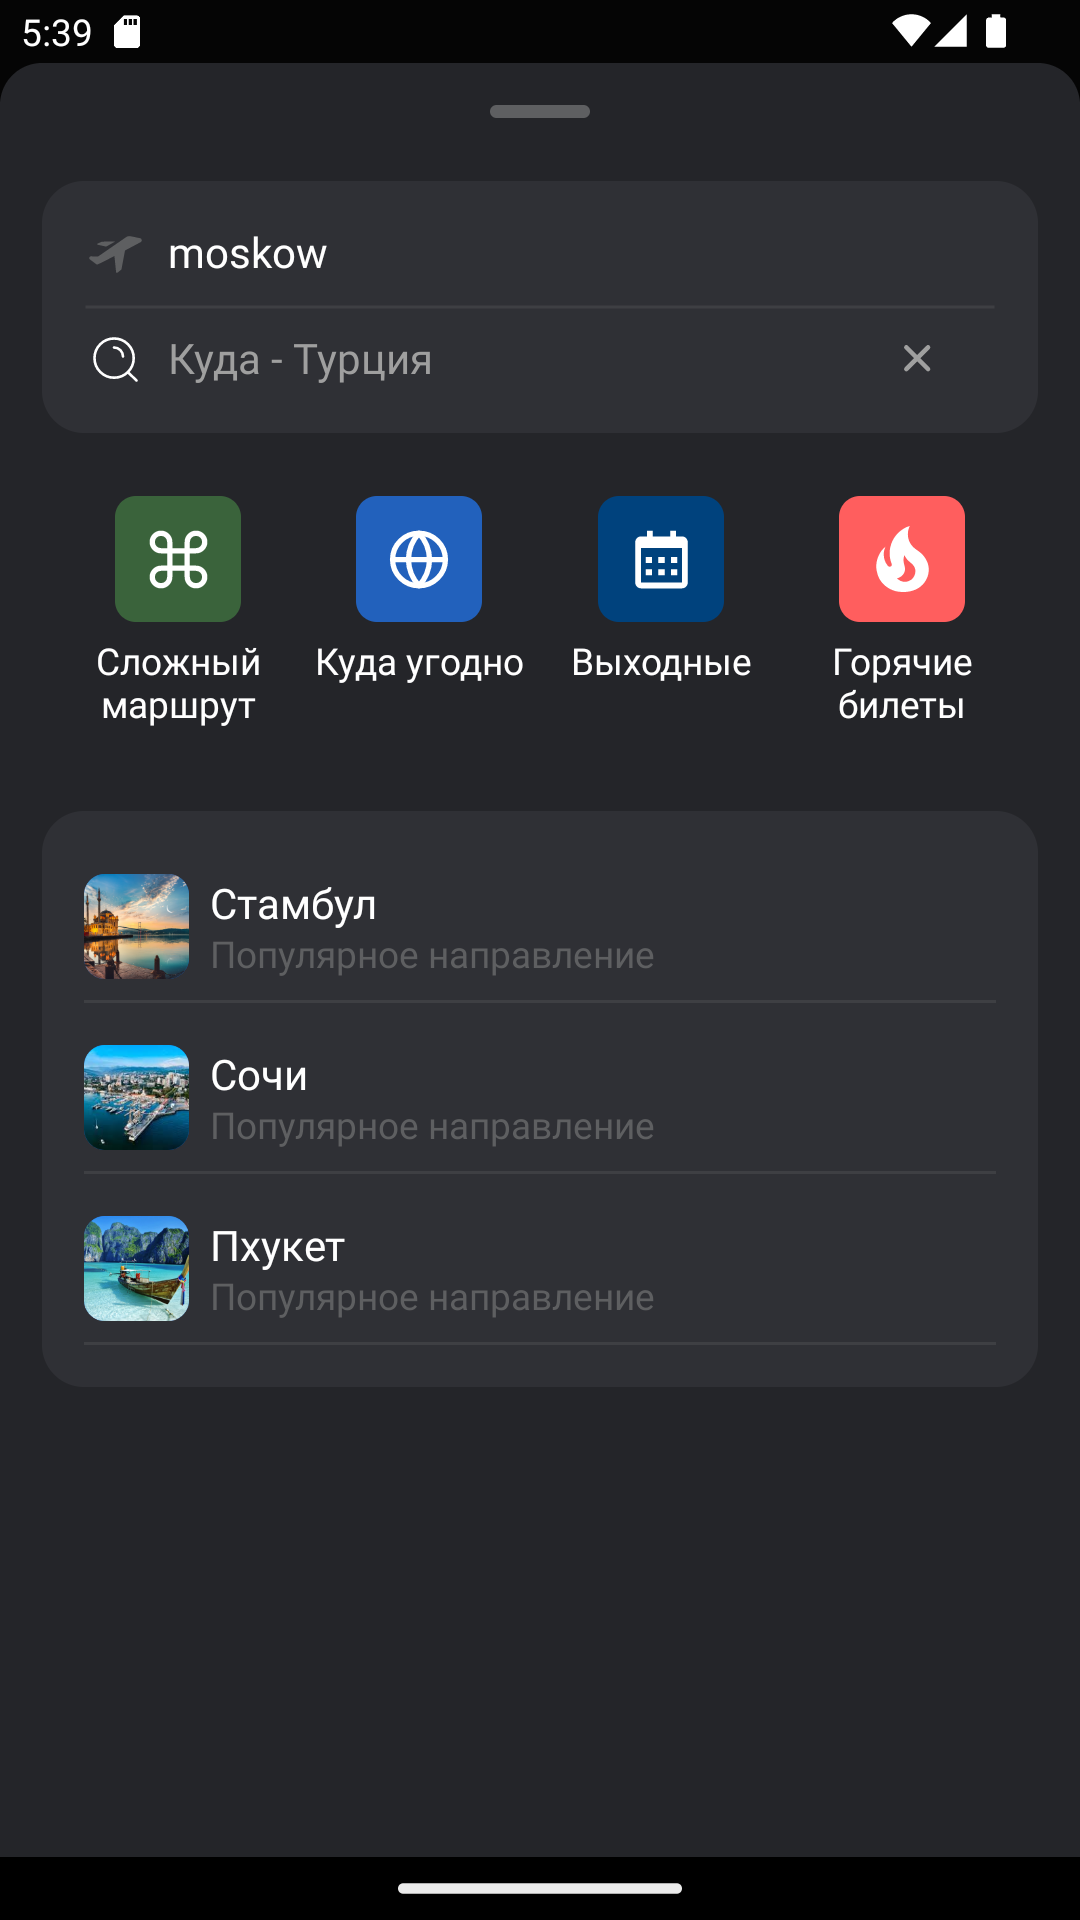 5:39
moskow
Куда - Турция
Сложный
маршрут
Куда угодно
Выходные
Горячие
билеты
Стамбул
Популярное направление
Сочи
Популярное направление
Пхукет
Популярное направление